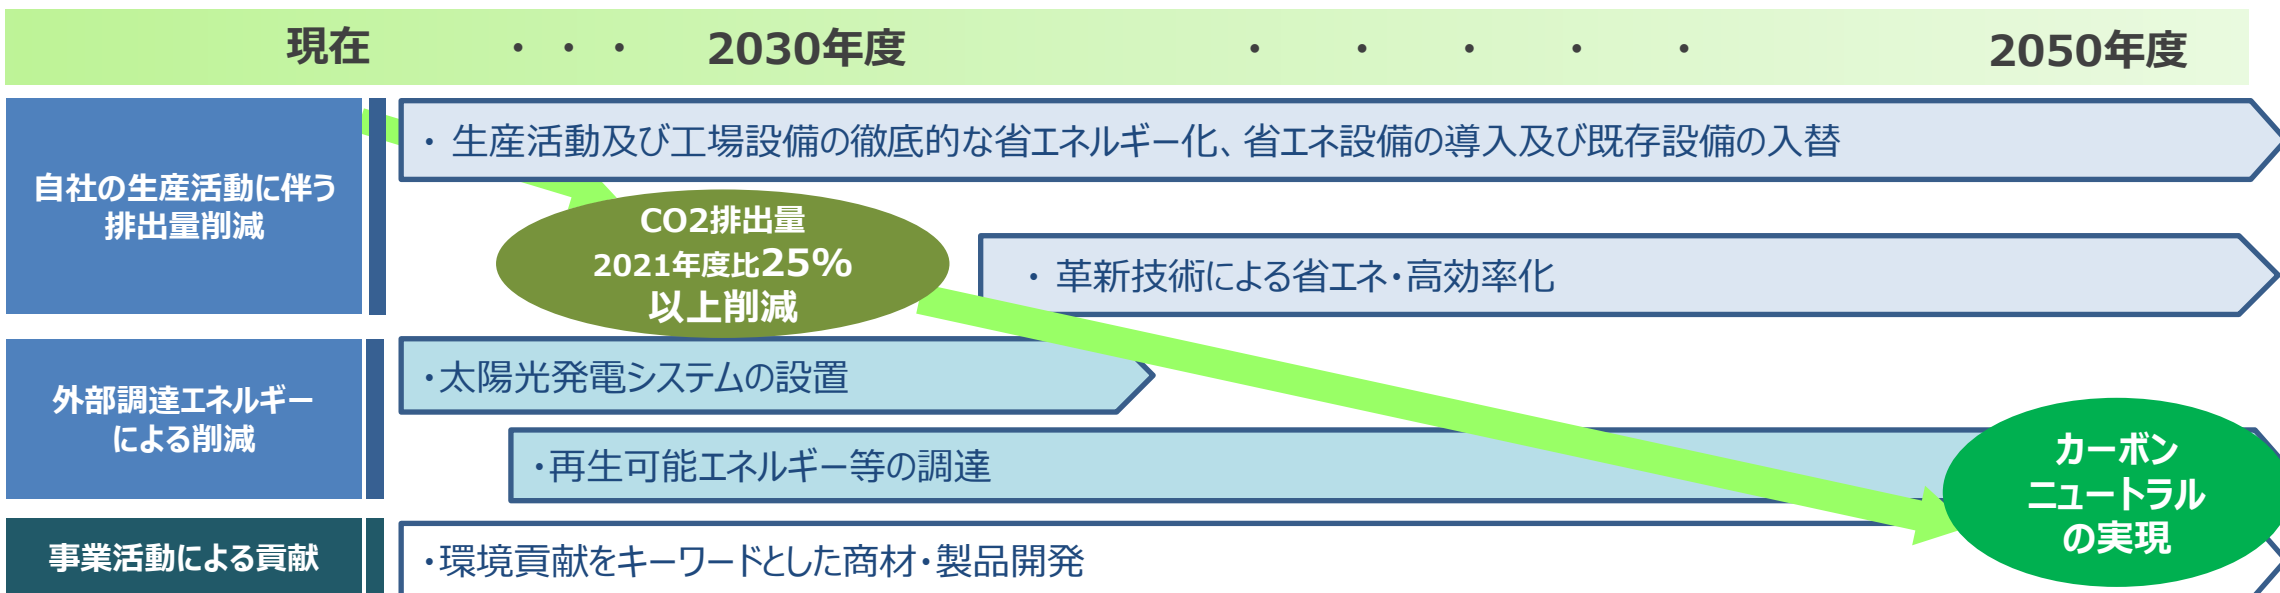 現在 ・・・ 2030年度 ・ ・ ・ ・ ・ 2050年度
自社の生産活動に伴う
排出量削減
・ 生産活動及び工場設備の徹底的な省エネルギー化、省エネ設備の導入及び既存設備の入替
CO2排出量
2021年度比25%
以上削減
・ 革新技術による省エネ・高効率化
外部調達エネルギー
による削減
・太陽光発電システムの設置
・再生可能エネルギー等の調達
カーボン
ニュートラル
の実現
事業活動による貢献
・環境貢献をキーワードとした商材・製品開発